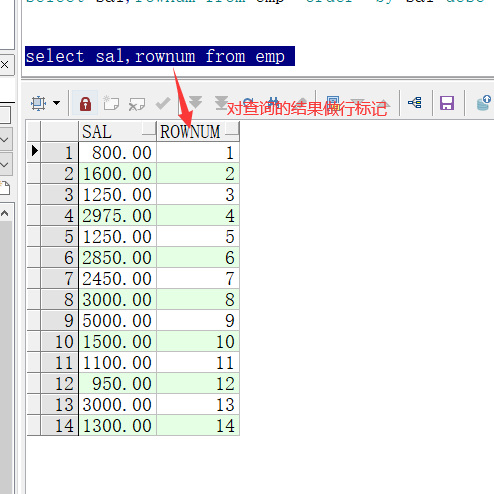 select sal,rownum from emp order by sal desc
select sal,rownum from emp
对查询的结果做行标记
SAL ROWNUM
1 800.00 1
2 1600.00 2
3 1250.00 3
4 2975.00 4
5 1250.00 5
6 2850.00 6
7 2450.00 7
8 3000.00 8
9 5000.00 9
10 1500.00 10
11 1100.00 11
12 950.00 12
13 3000.00 13
14 1300.00 14